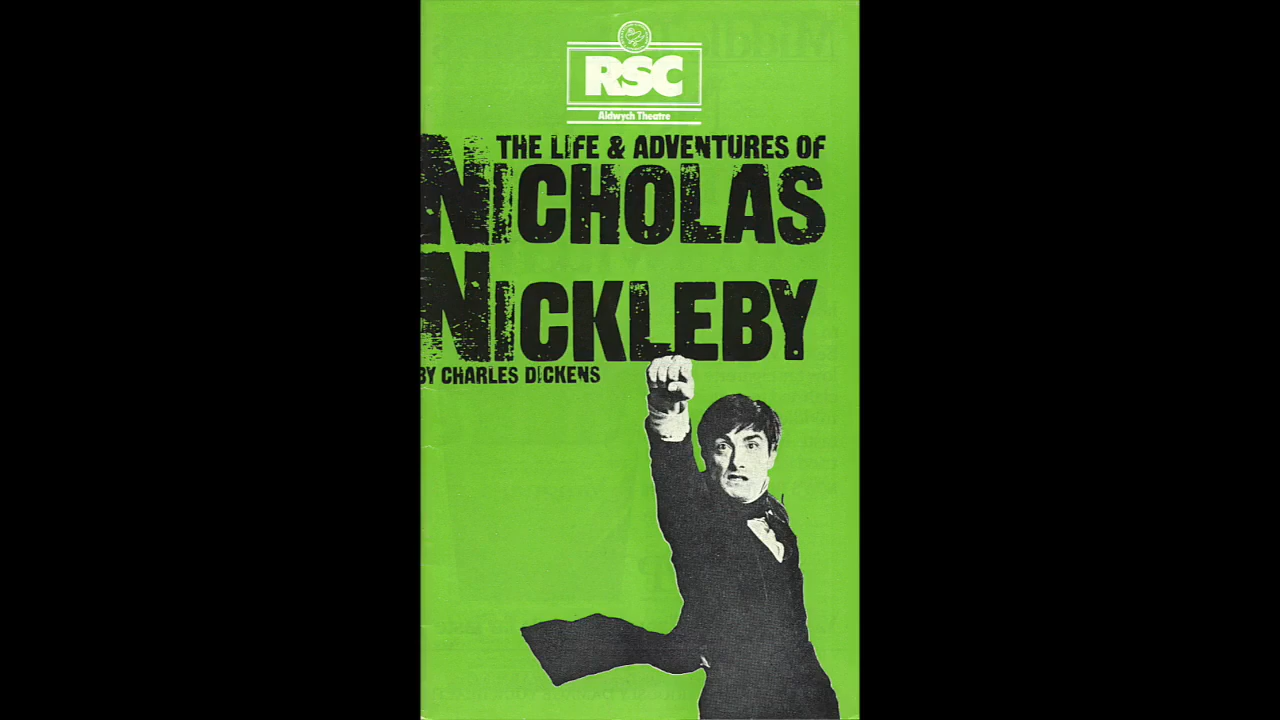 RSC
Aldwych Theatre
THE LIFE & ADVENTURES OF
NICHOLAS
NICKLEBY
BY CHARLES DICKENS